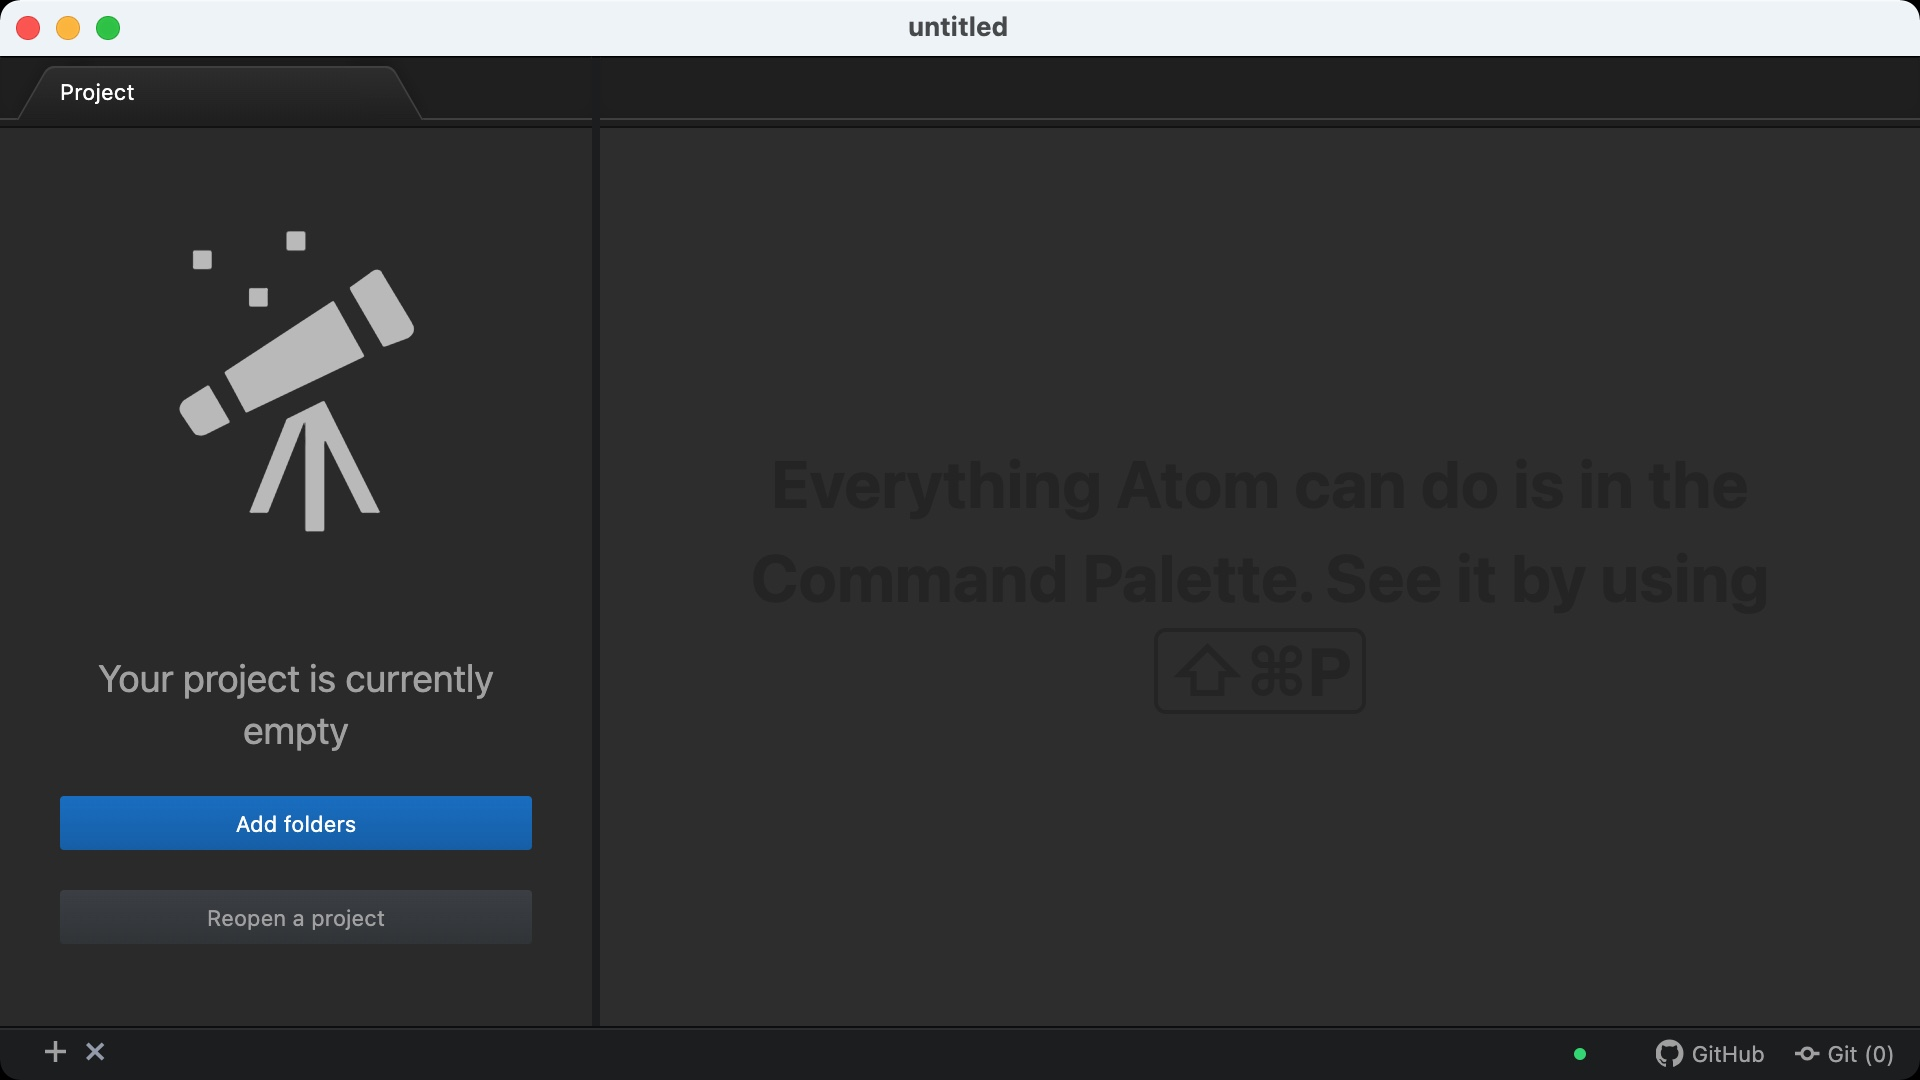 untitled
Project
Your project is currently
empty
Add folders
Reopen a project
Everything Atom can do is in the
Command Palette. See it by using
⇧⌘P
GitHub
Git (0)